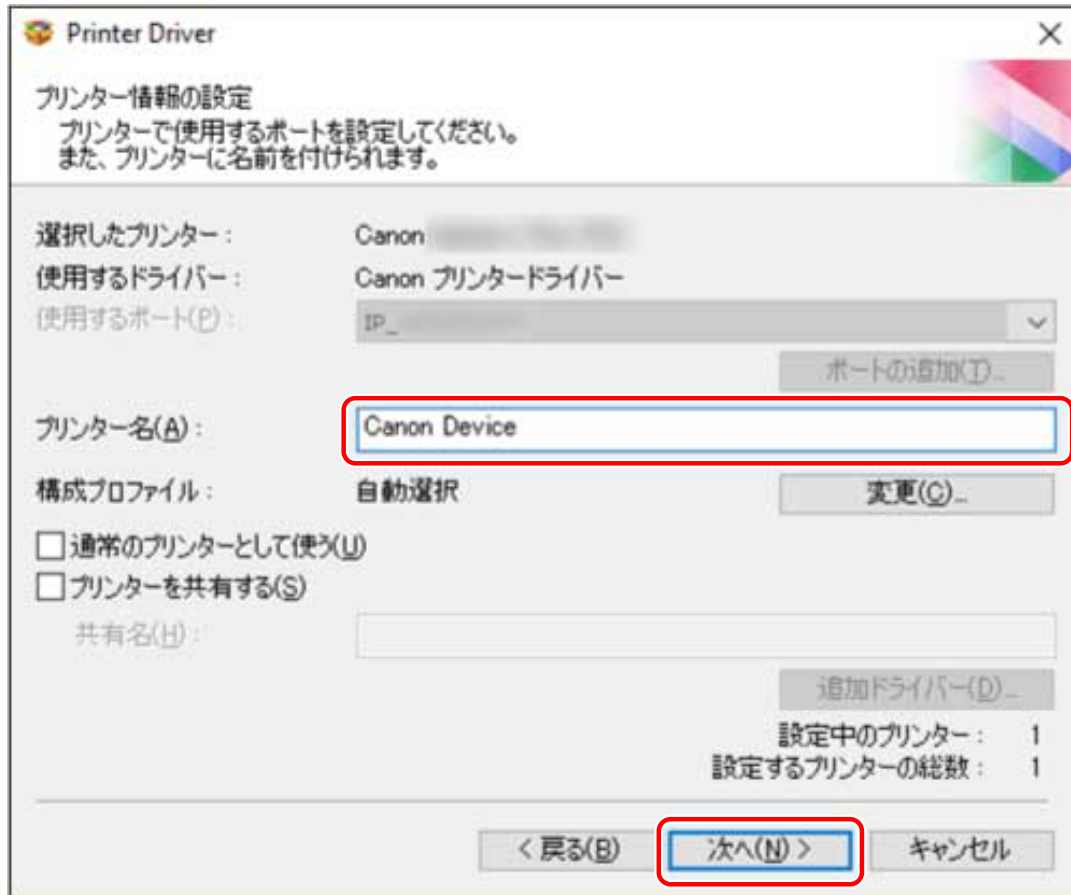 Printer Driver
プリンター情報の設定
プリンターで使用するポートを設定してください。
また、プリンターに名前を付けられます。
選択したプリンター： Canon
使用するドライバー： Canon プリンタードライバー
使用するポート(P)： IP_
ポートの追加(T)...
プリンター名(A)： Canon Device
構成プロファイル： 自動選択 変更(C)...
通常のプリンターとして使う(U)
プリンターを共有する(S)
共有名(H)：
追加ドライバー(D)...
設定中のプリンター： 1
設定するプリンターの総数： 1
< 戻る(B) 次へ(N) > キャンセル